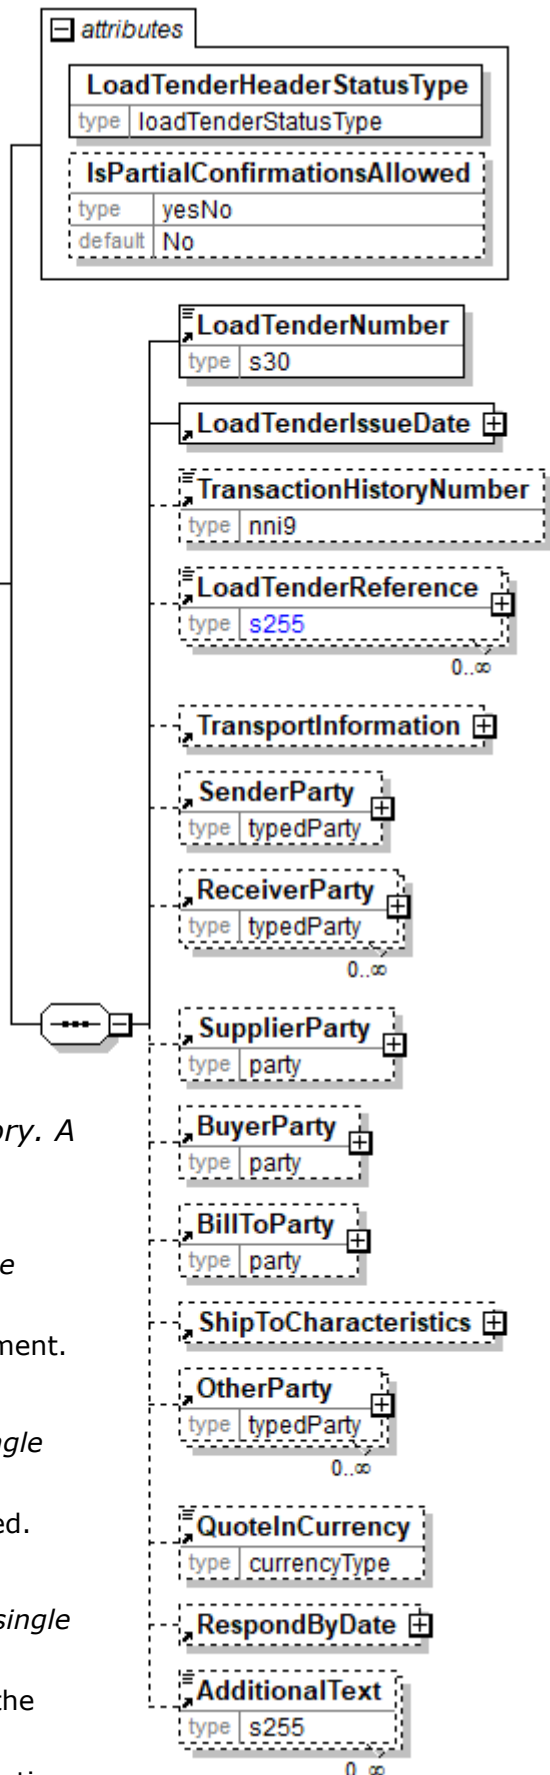 attributes
LoadTenderHeaderStatusType
type loadTenderStatusType
IsPartialConfirmationsAllowed
type yesNo
default No
LoadTenderNumber
type s30
LoadTenderIssueDate
TransactionHistoryNumber
type nni9
LoadTenderReference
type s255
0..∞
TransportInformation
SenderParty
type typedParty
ReceiverParty
type typedParty
0..∞
SupplierParty
type party
ory. A
BuyerParty
type party
BillToParty
type party
e
ShipToCharacteristics
ment.
OtherParty
type typedParty
ngle
0..∞
QuoteInCurrency
ed.
type currencyType
single
RespondByDate
AdditionalText
the
type s255
0..∞